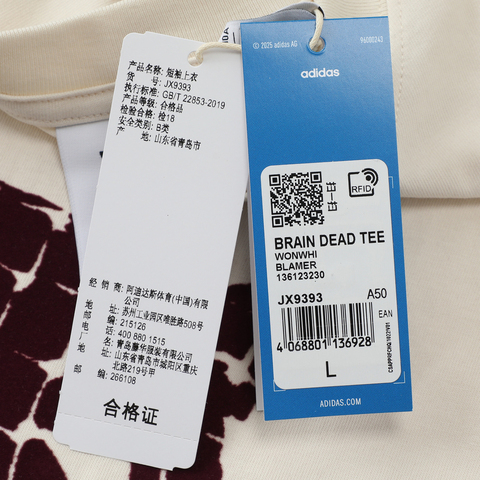 产品名称: 短袖上衣
货 号: JX9393
执行标准: GB/T 22853-2019
产品等级: 合格品
检验合格: 检18
安全类别: B类
产 地: 山东省青岛市
经 销 商: 阿迪达斯体育(中国)有限公司
地 址: 苏州工业园区唯胜路508号
邮 编: 215126
电 话: 400 880 1515
厂 名: 青岛藤华服装有限公司
地 址: 山东省青岛市城阳区重庆
北路219号甲
邮 编: 266108
合格证
© 2025 adidas AG
96000243
adidas
RFID
BRAIN DEAD TEE
WONWHI
BLAMER
136123230
JX9393 A50
EAN
4 068801 136928
L
ADIDAS.COM